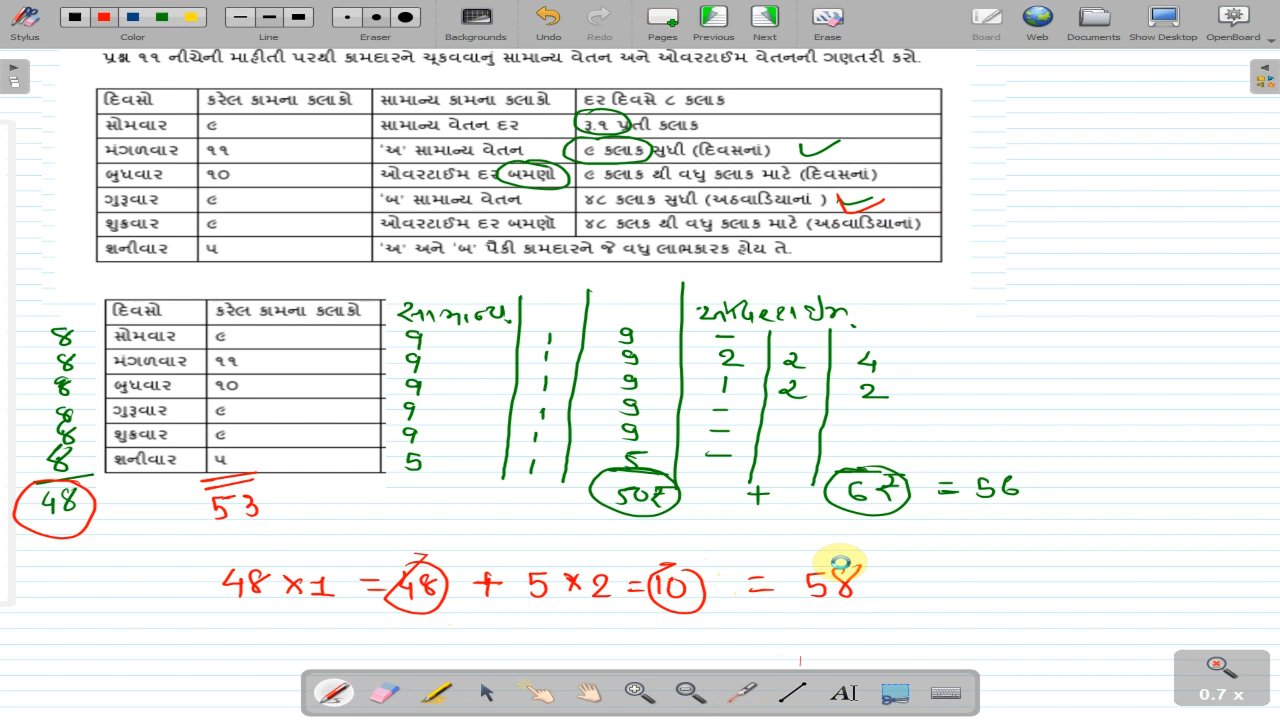 Stylus Color Line Eraser Backgrounds Undo Redo Pages Previous Next Erase Board Web Show Desktop OpenBoard
પ્રશ્ન ૧૧ નીચેની માહીતી પરથી કામદારને ચૂકવવાનું સામાન્ય વેતન અને ઓવરટાઈમ વેતનની ગણતરી કરો.
દિવસો કરેલ કામના કલાકો સામાન્ય કામના કલાકો દર દિવસે ૮ કલાક
સોમવાર ૯ સામાન્ય વેતન દર રૂ.૧ પ્રતી કલાક
મંગળવાર ૧૧ 'અ' સામાન્ય વેતન ૯ કલાક સુધી (દિવસનાં)
બુધવાર ૧૦ ઓવરટાઈમ દર બમણો ૯ કલાક થી વધુ કલાક માટે (દિવસનાં)
ગુરૂવાર ૯ 'બ' સામાન્ય વેતન ૪૮ કલાક સુધી (અઠવાડિયાનાં )
શુક્રવાર ૯ ઓવરટાઈમ દર બમણૉ ૪૮ કલક થી વધુ કલાક માટે (અઠવાડિયાનાં)
શનીવાર ૫ 'અ' અને 'બ' પૈકી કામદારને જે વધુ લાભકારક હોય તે.
દિવસો કરેલ કામના કલાકો સામાન્ય ઓવરટાઈમ
8 સોમવાર ૯ 9 1 9 –
8 મંગળવાર ૧૧ 9 1 9 2 2 4
8 બુધવાર ૧૦ 9 1 9 1 2 2
8 ગુરૂવાર ૯ 9 1 9 –
8 શુક્રવાર ૯ 9 1 9 –
8 શનીવાર ૫ 5 1 5 –
48 53 50₹ + 6₹ = 56
48 × 1 = 48 + 5 × 2 = 10 = 58
0.7 x